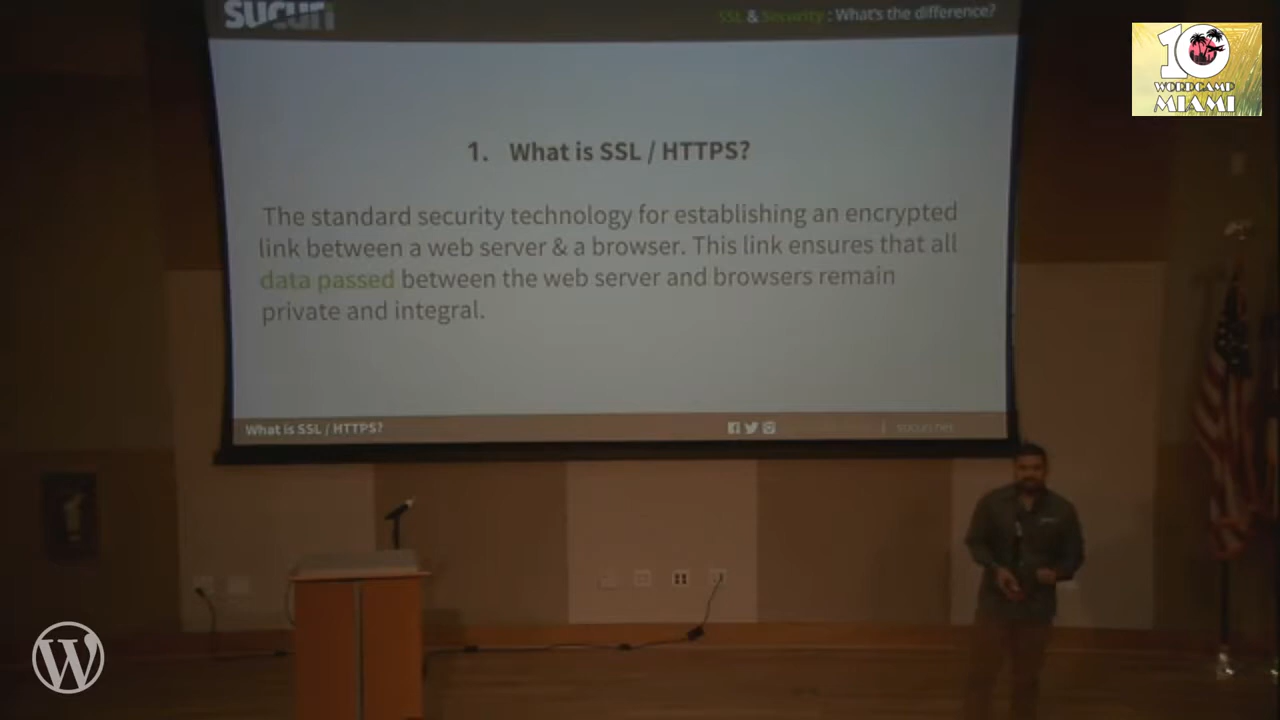 sucuri
SSL & Security : What's the difference?
10
WORDCAMP
MIAMI
1. What is SSL / HTTPS?
The standard security technology for establishing an encrypted
link between a web server & a browser. This link ensures that all
data passed between the web server and browsers remain
private and integral.
What is SSL / HTTPS?
sucuri.net